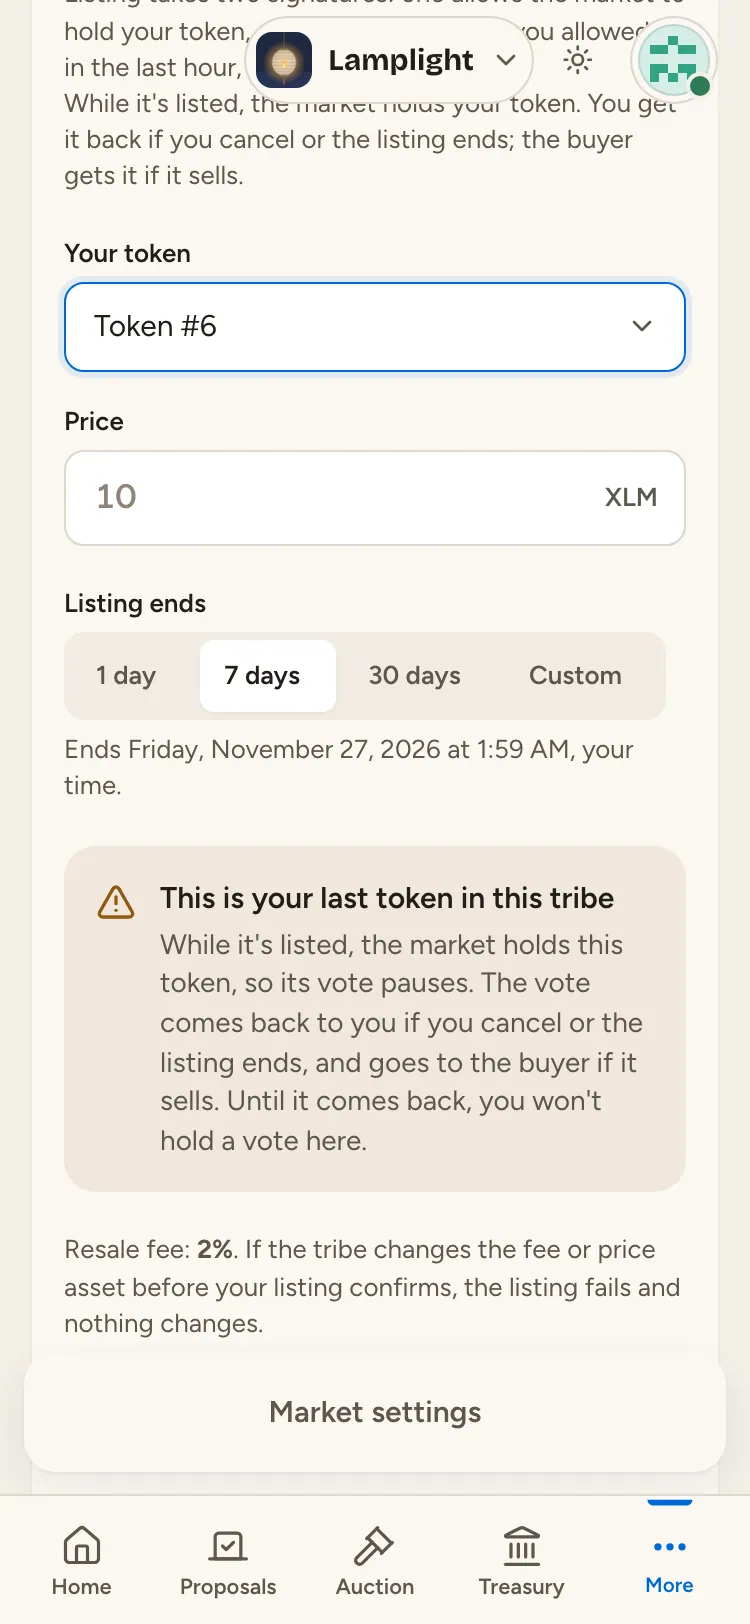 hold your token, you allowed
Lamplight
in the last hour,
While it's listed, the market holds your token. You get
it back if you cancel or the listing ends; the buyer
gets it if it sells.
Your token
Token #6
Price
10 XLM
Listing ends
1 day 7 days 30 days Custom
Ends Friday, November 27, 2026 at 1:59 AM, your
time.
This is your last token in this tribe
While it's listed, the market holds this
token, so its vote pauses. The vote
comes back to you if you cancel or the
listing ends, and goes to the buyer if it
sells. Until it comes back, you won't
hold a vote here.
Resale fee: 2%. If the tribe changes the fee or price
asset before your listing confirms, the listing fails and
nothing changes.
Market settings
Home Proposals Auction Treasury More